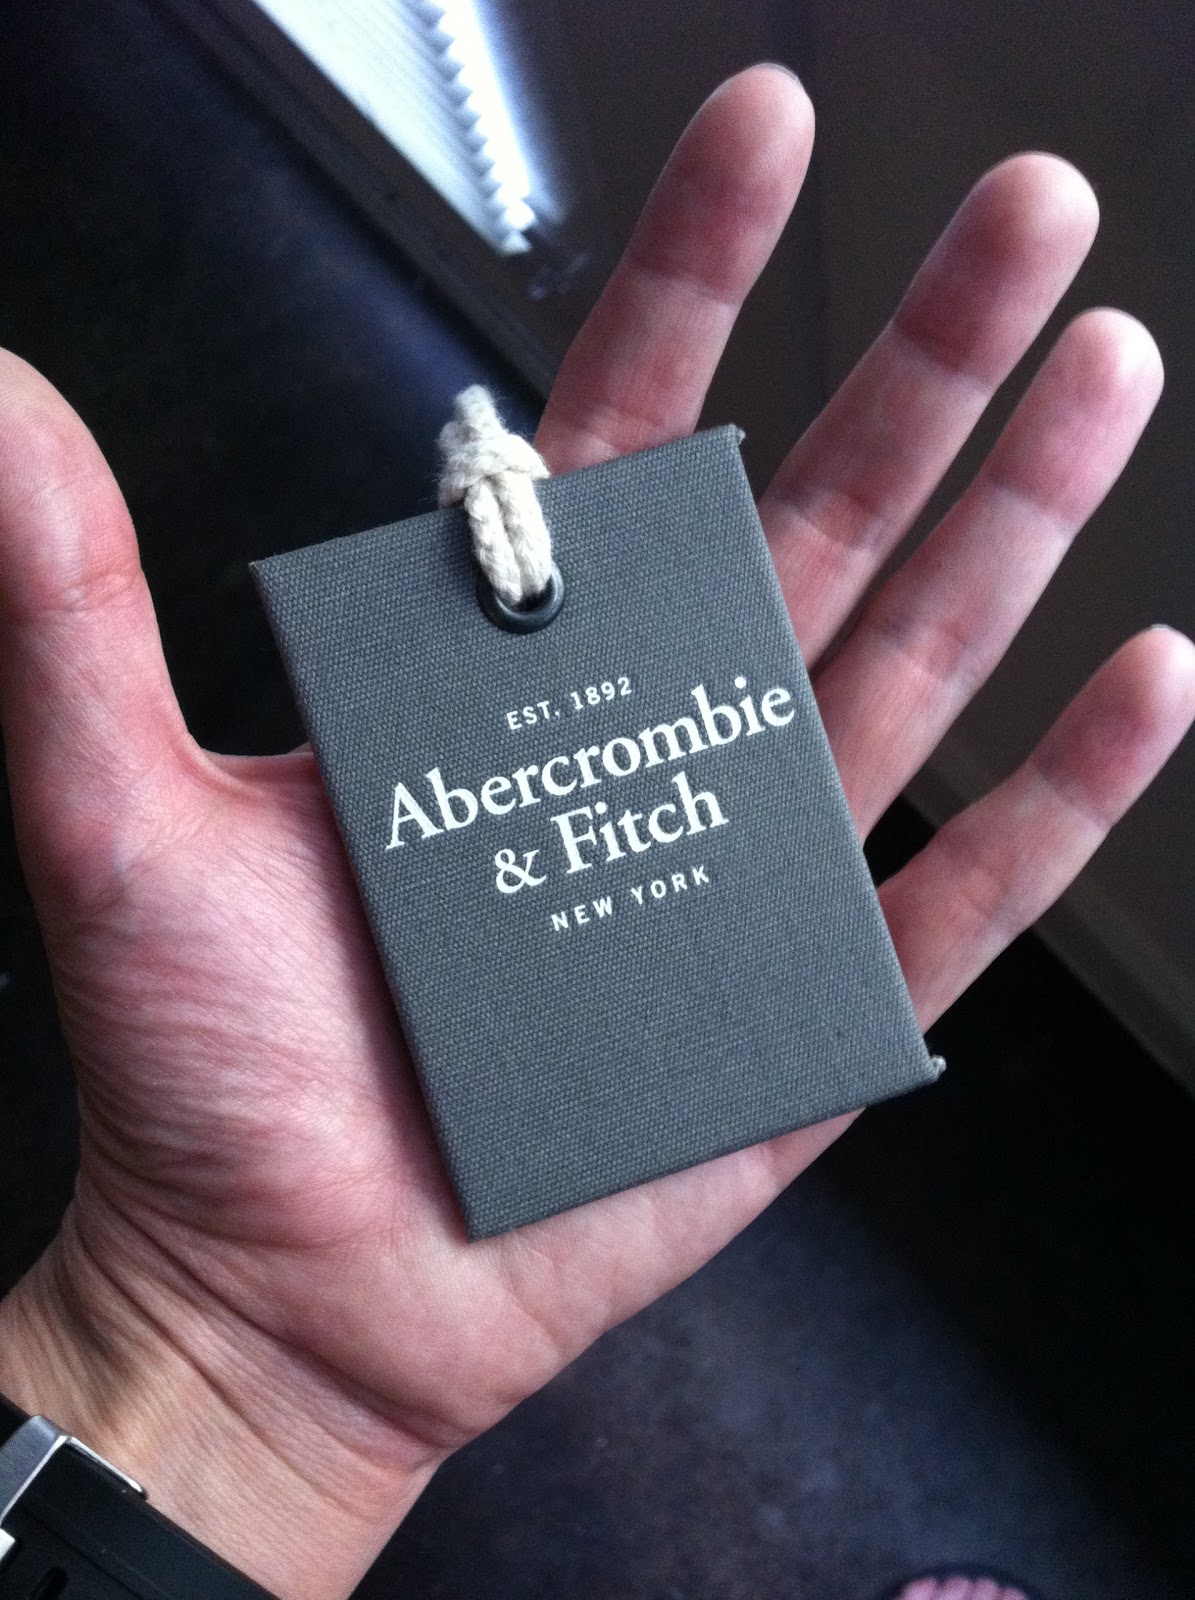 EST. 1892
Abercrombie
& Fitch
NEW YORK